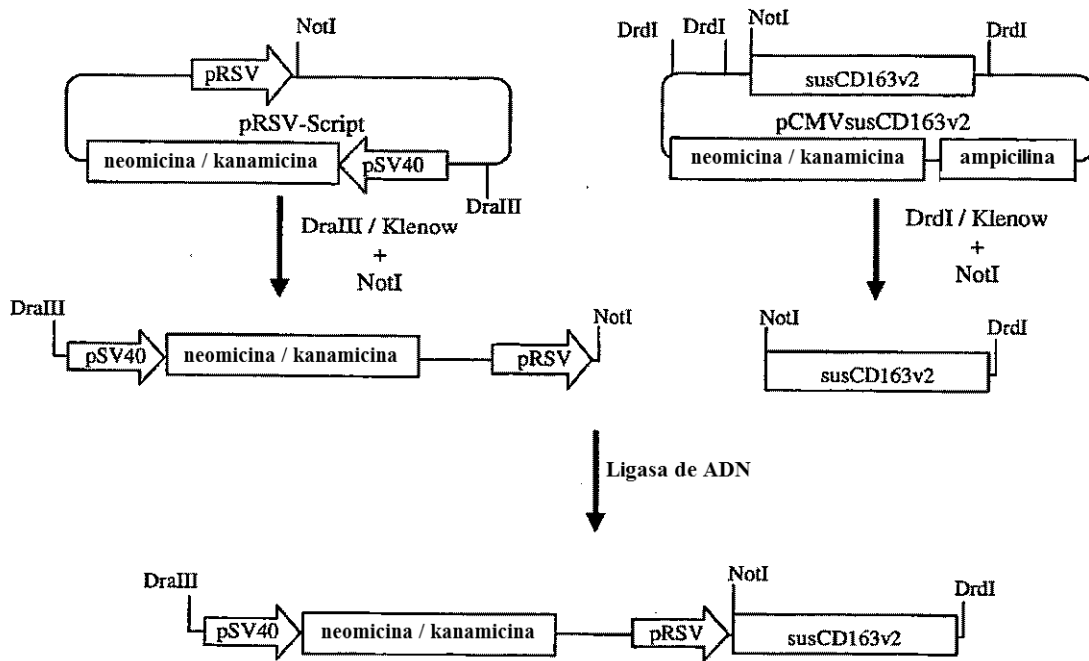 NotI
pRSV
pRSV-Script
neomicina / kanamicina
pSV40
DraIII
DraIII / Klenow
+
NotI
DrdI
DrdI
NotI
DrdI
susCD163v2
pCMVsusCD163v2
neomicina / kanamicina
ampicilina
DrdI / Klenow
+
NotI
DraIII
pSV40
neomicina / kanamicina
pRSV
NotI
NotI
DrdI
susCD163v2
Ligasa de ADN
DraIII
pSV40
neomicina / kanamicina
pRSV
NotI
susCD163v2
DrdI